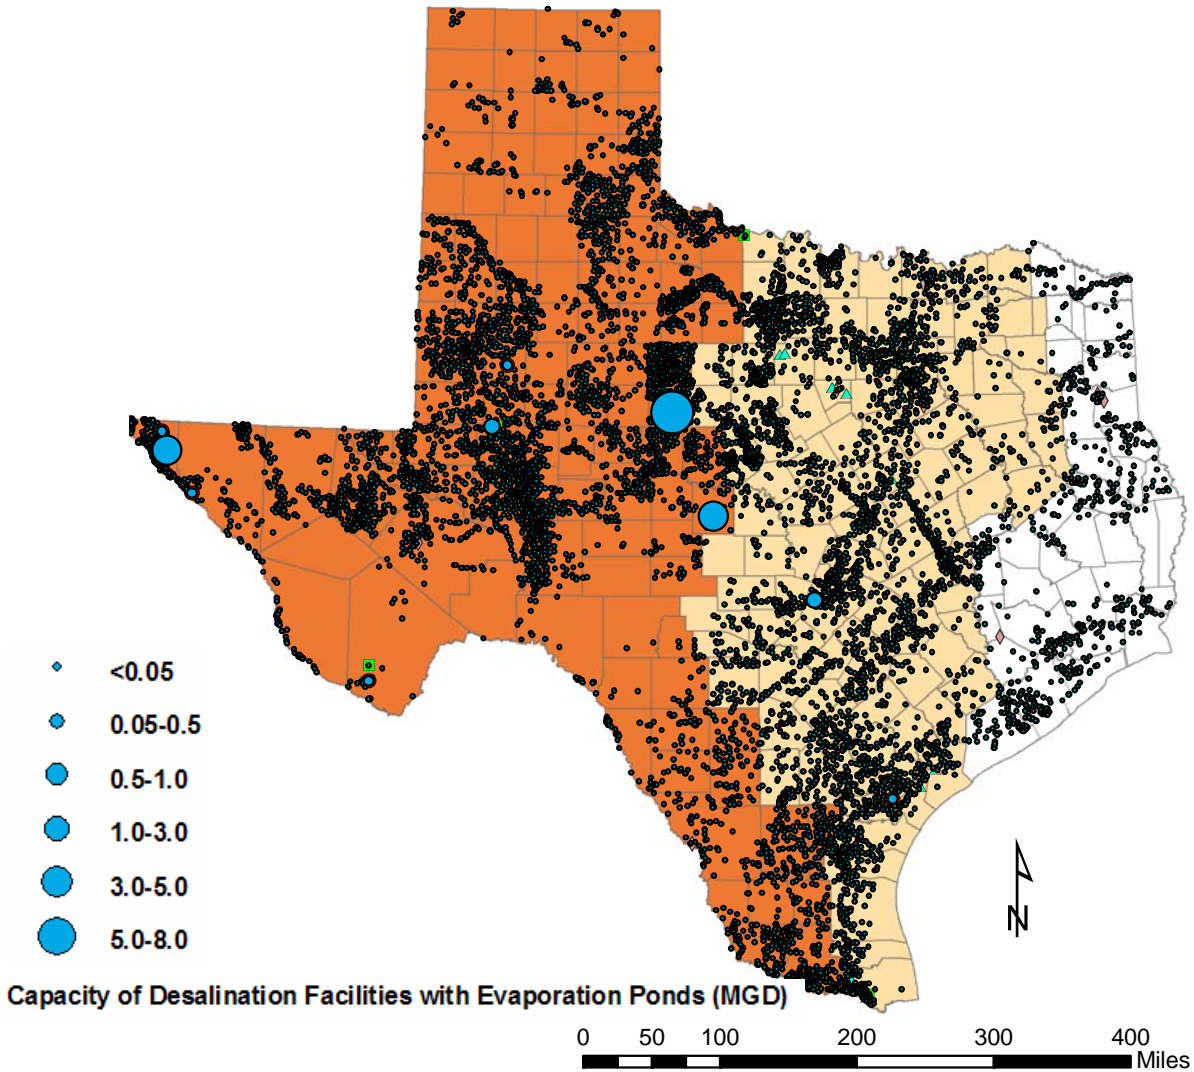 <0.05
0.05-0.5
0.5-1.0
1.0-3.0
3.0-5.0
5.0-8.0
N
Capacity of Desalination Facilities with Evaporation Ponds (MGD)
0 50 100 200 300 400
Miles